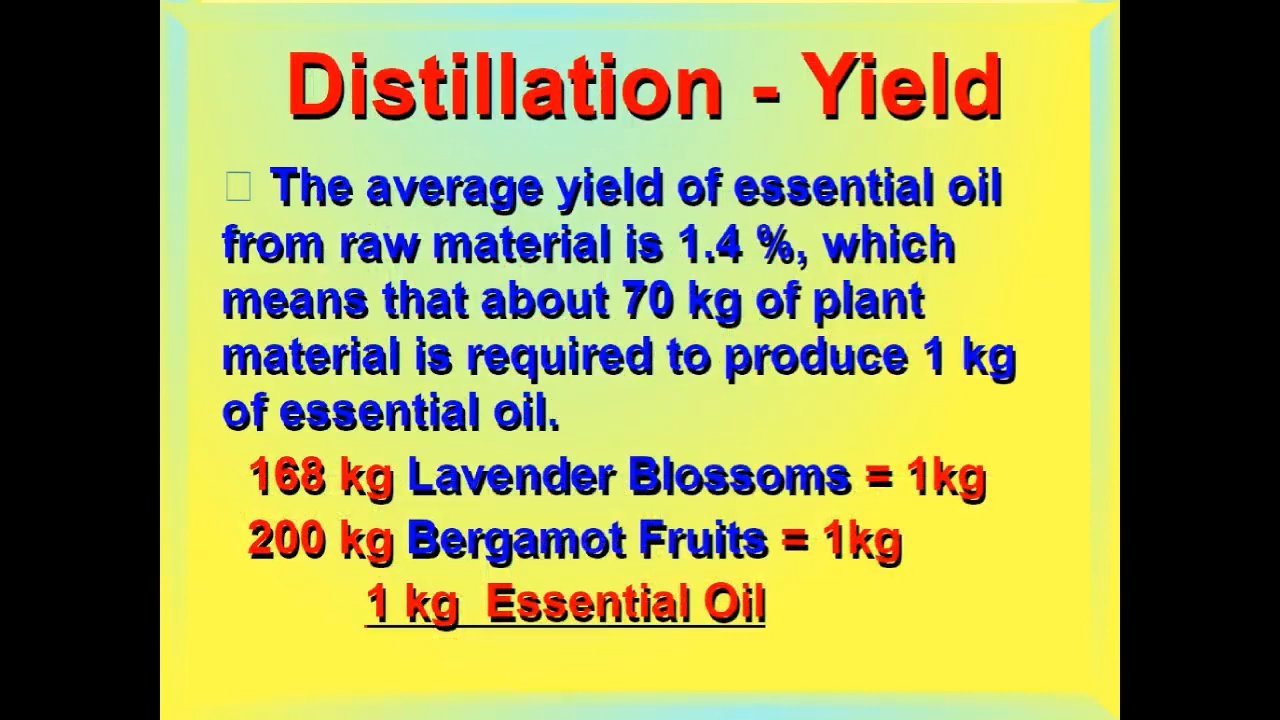 Distillation - Yield
The average yield of essential oil
from raw material is 1.4 %, which
means that about 70 kg of plant
material is required to produce 1 kg
of essential oil.
168 kg Lavender Blossoms = 1kg
200 kg Bergamot Fruits = 1kg
1 kg Essential Oil